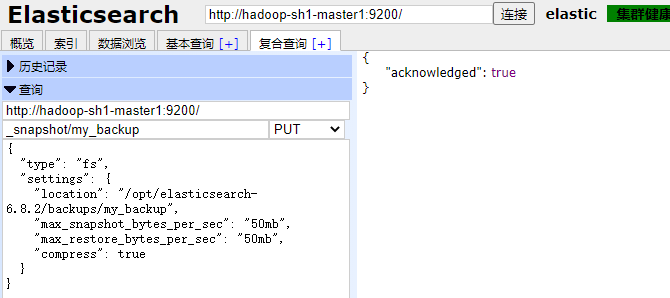 Elasticsearch http://hadoop-sh1-master1:9200/ 连接 elastic 集群健康
概览 索引 数据浏览 基本查询 [+] 复合查询 [+]
历史记录
查询
http://hadoop-sh1-master1:9200/
_snapshot/my_backup PUT
{
"type": "fs",
"settings": {
"location": "/opt/elasticsearch-
6.8.2/backups/my_backup",
"max_snapshot_bytes_per_sec": "50mb",
"max_restore_bytes_per_sec": "50mb",
"compress": true
}
}
{
"acknowledged": true
}